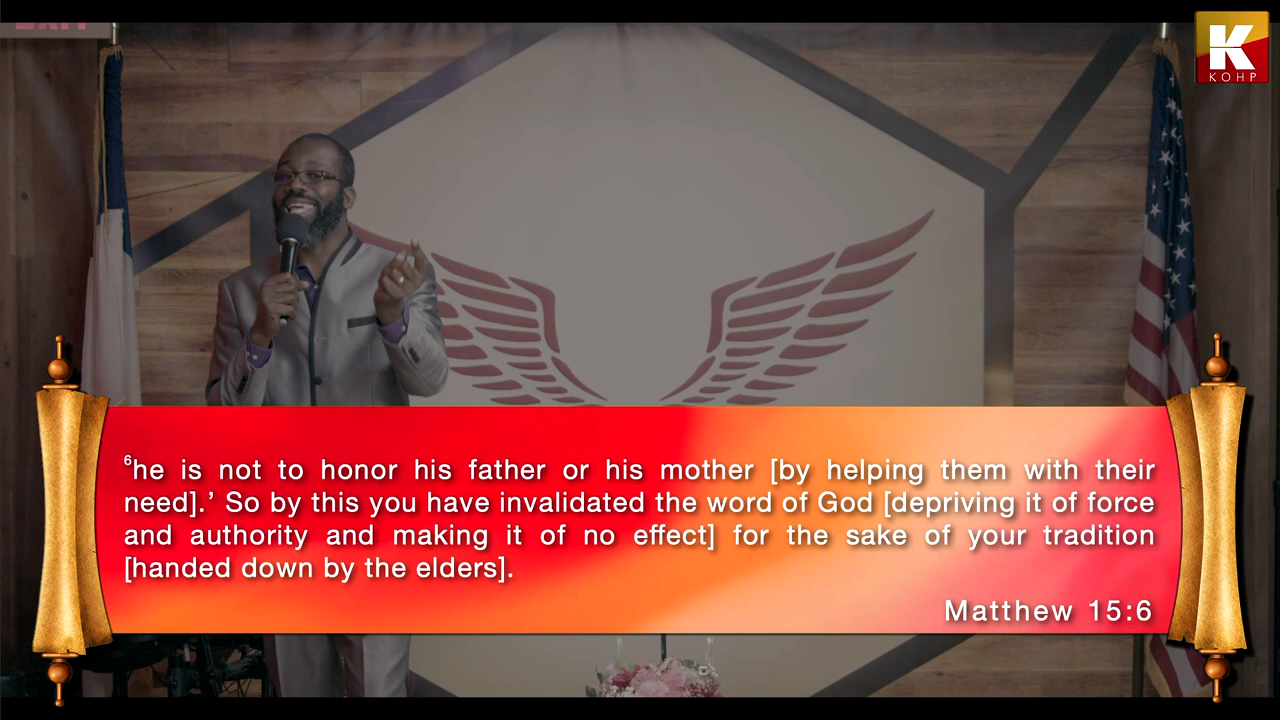 EXIT
K
KOHP
⁶he is not to honor his father or his mother [by helping them with their
need].’ So by this you have invalidated the word of God [depriving it of force
and authority and making it of no effect] for the sake of your tradition
[handed down by the elders].
Matthew 15:6